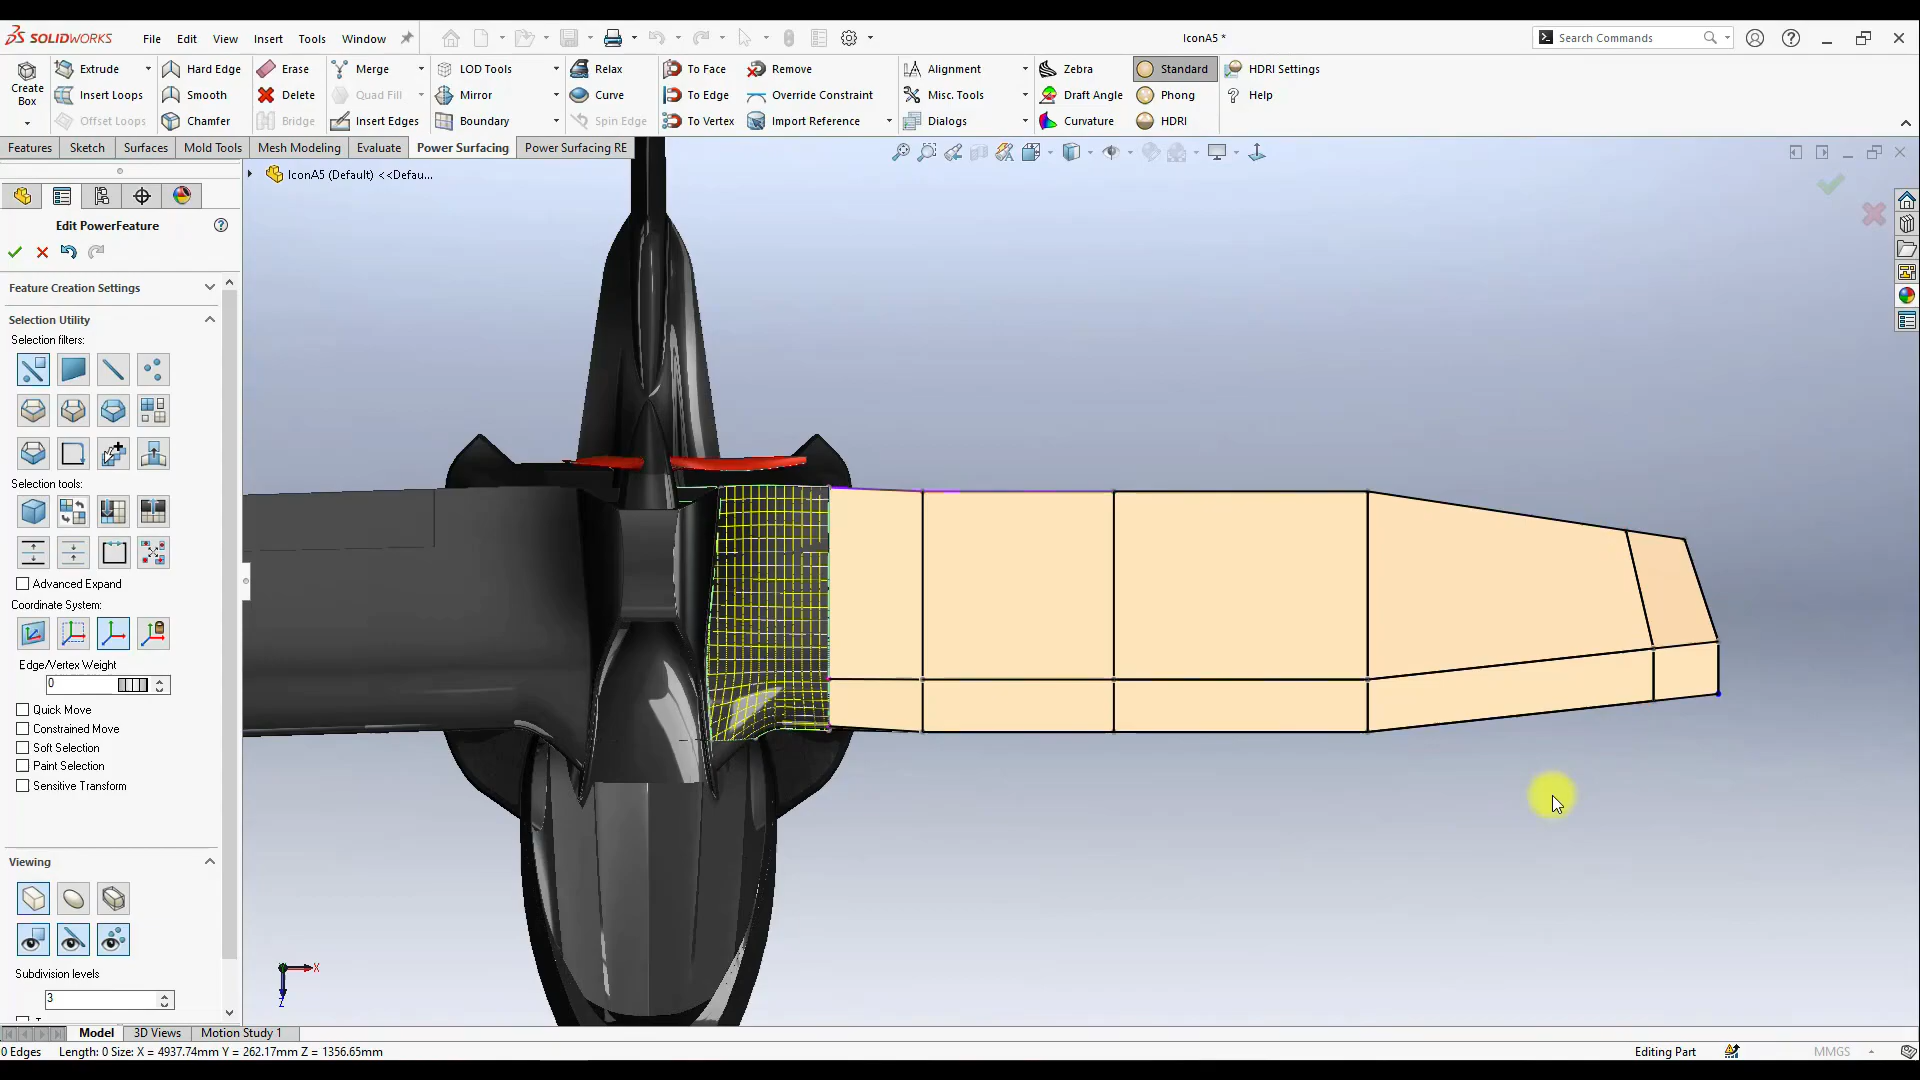 SOLIDWORKS File Edit View Insert Tools Window IconA5 * Search Commands
Create Box
Extrude Hard Edge Erase Merge LOD Tools Relax To Face Remove Alignment Zebra Standard HDRI Settings
Insert Loops Smooth Delete Quad Fill Mirror Curve To Edge Override Constraint Misc. Tools Draft Angle Phong Help
Offset Loops Chamfer Bridge Insert Edges Boundary Spin Edge To Vertex Import Reference Dialogs Curvature HDRI
Features Sketch Surfaces Mold Tools Mesh Modeling Evaluate Power Surfacing Power Surfacing RE
IconA5 (Default) <<Defau...
Edit PowerFeature
Feature Creation Settings
Selection Utility
Selection filters:
Selection tools:
Advanced Expand
Coordinate System:
Edge/Vertex Weight
0
Quick Move
Constrained Move
Soft Selection
Paint Selection
Sensitive Transform
Viewing
Subdivision levels
3
X
Z
Model 3D Views Motion Study 1
0 Edges Length: 0 Size: X = 4937.74mm Y = 262.17mm Z = 1356.65mm Editing Part MMGS